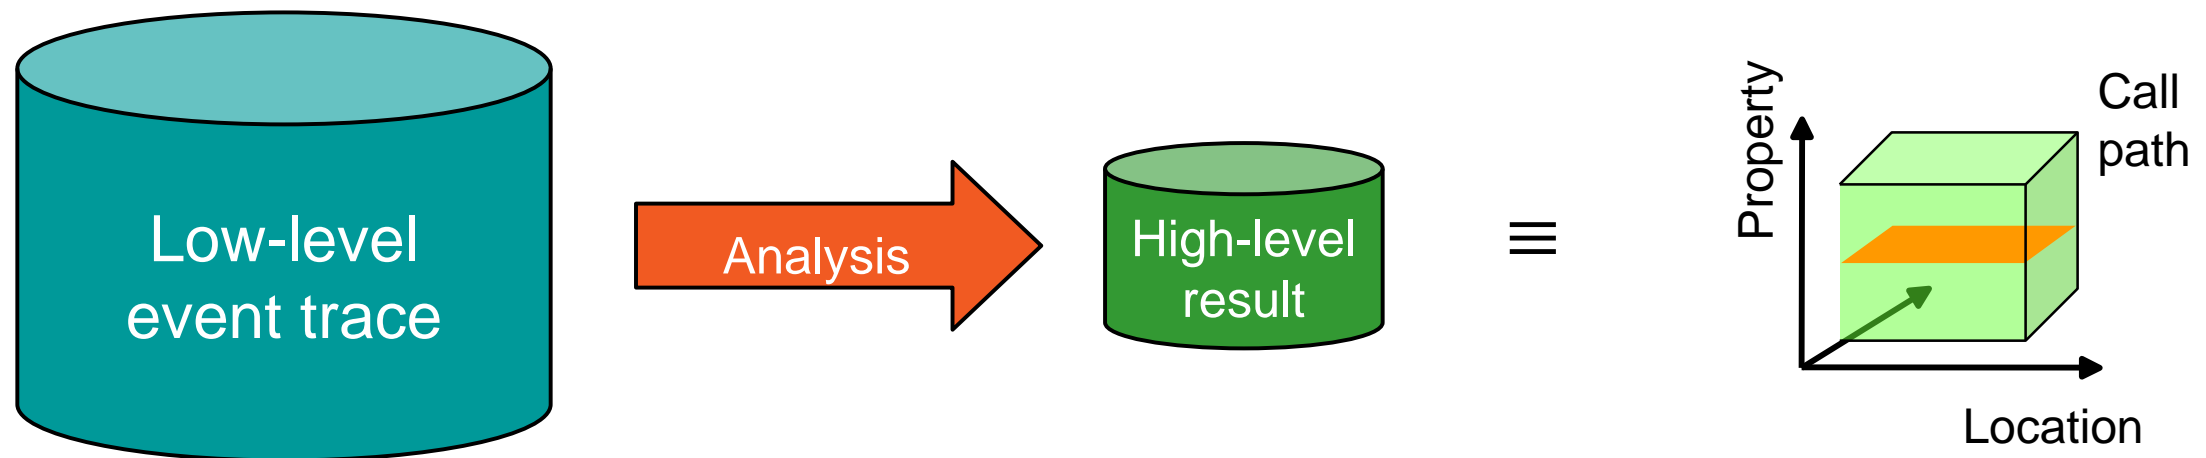 Low-level
event trace
Analysis
High-level
result
≡
Property
Call
path
Location